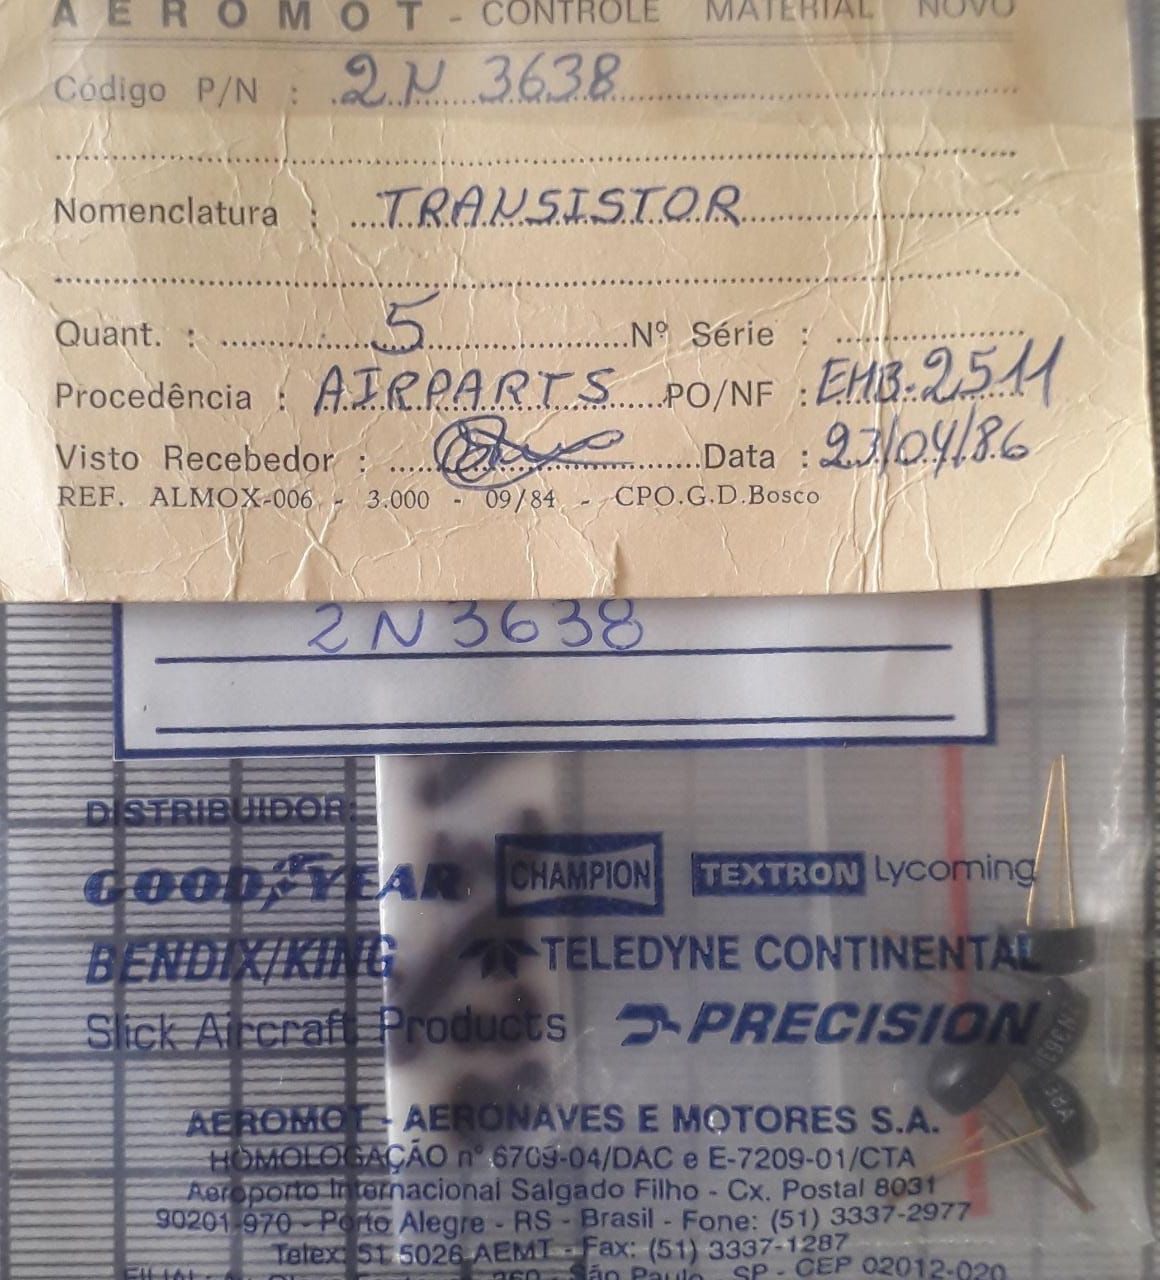 AEROMOT - CONTROLE MATERIAL NOVO
Código P/N : 2N 3638
Nomenclatura : TRANSISTOR
Quant. : 5 Nº Série :
Procedência : AIRPARTS PO/NF : EHB-2511
Visto Recebedor : Data : 23/04/86
REF. ALMOX-006 - 3.000 - 09/84 - CPO.G.D.Bosco
2N3638
DISTRIBUIDOR:
GOODYEAR CHAMPION TEXTRON Lycoming
BENDIX/KING TELEDYNE CONTINENTAL
Slick Aircraft Products PRECISION
AEROMOT - AERONAVES E MOTORES S.A.
HOMOLOGAÇÃO nº 6709-04/DAC e E-7209-01/CTA
Aeroporto Internacional Salgado Filho - Cx. Postal 8031
90201-970 - Porto Alegre - RS - Brasil - Fone: (51) 3337-2977
Telex: 51 5026 AEMT - Fax: (51) 3337-1287
FILIAL: 360 - São Paulo - SP - CEP 02012-020